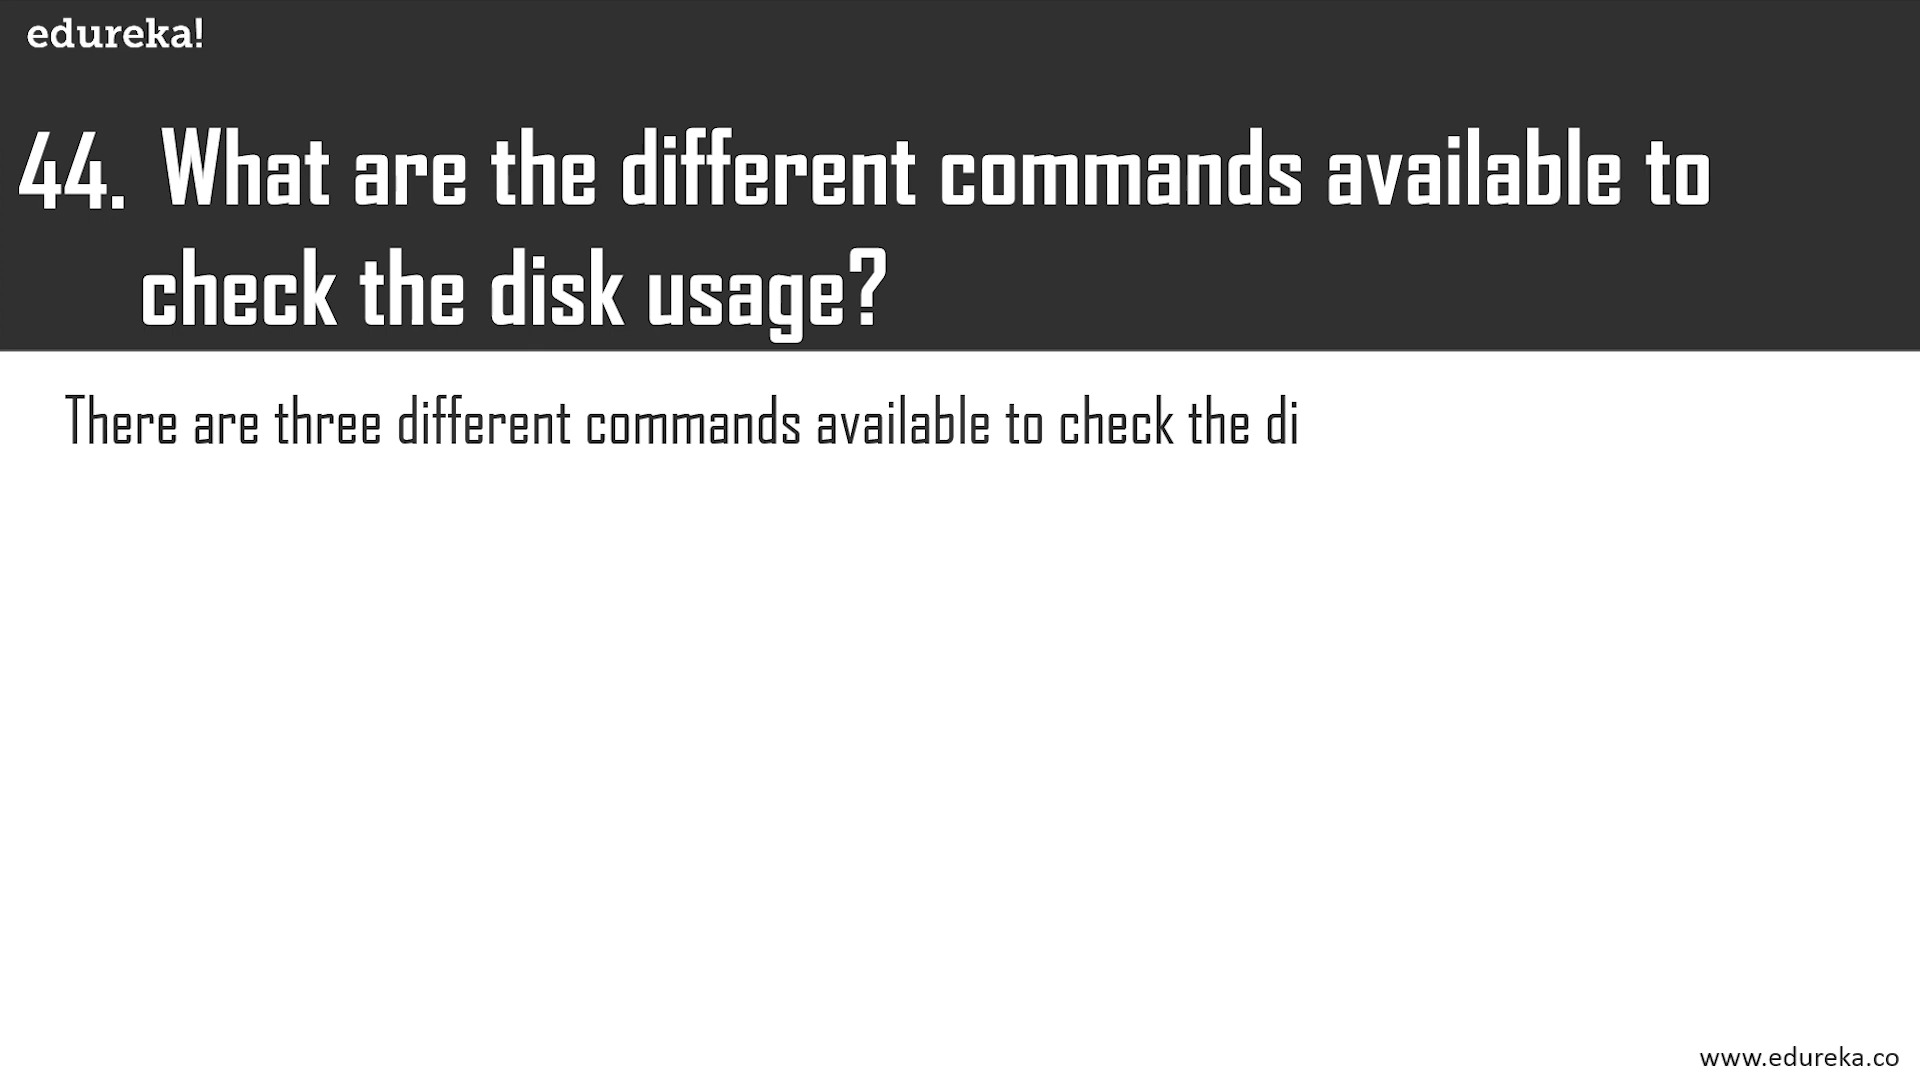 edureka!
44. What are the different commands available to
check the disk usage?
There are three different commands available to check the di
www.edureka.co